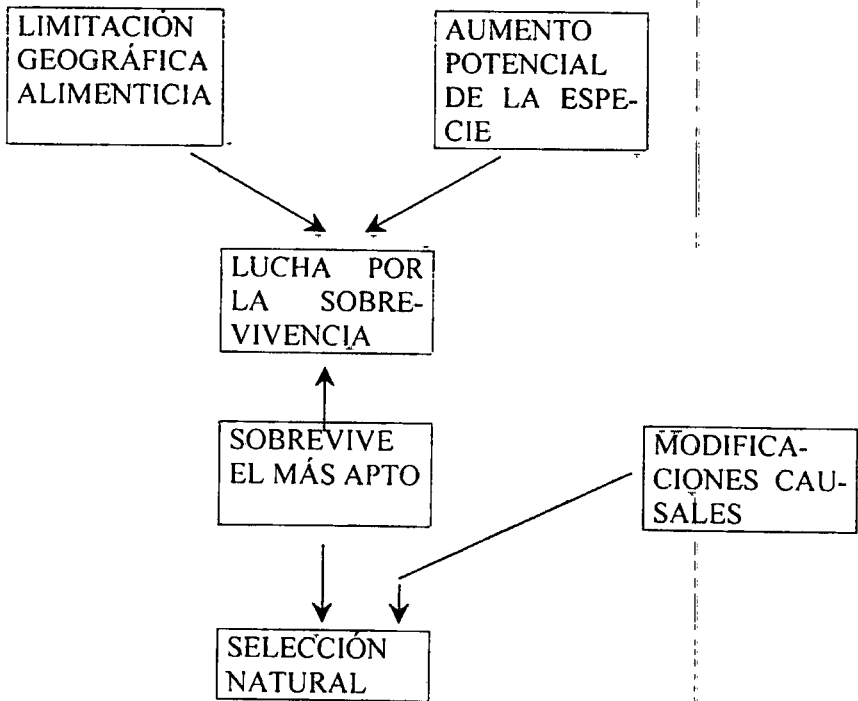 LIMITACIÓN
GEOGRÁFICA
ALIMENTICIA
AUMENTO
POTENCIAL
DE LA ESPE-
CIE
LUCHA POR
LA SOBRE-
VIVENCIA
SOBREVIVE
EL MÁS APTO
MODIFICA-
CIONES CAU-
SALES
SELECCIÓN
NATURAL